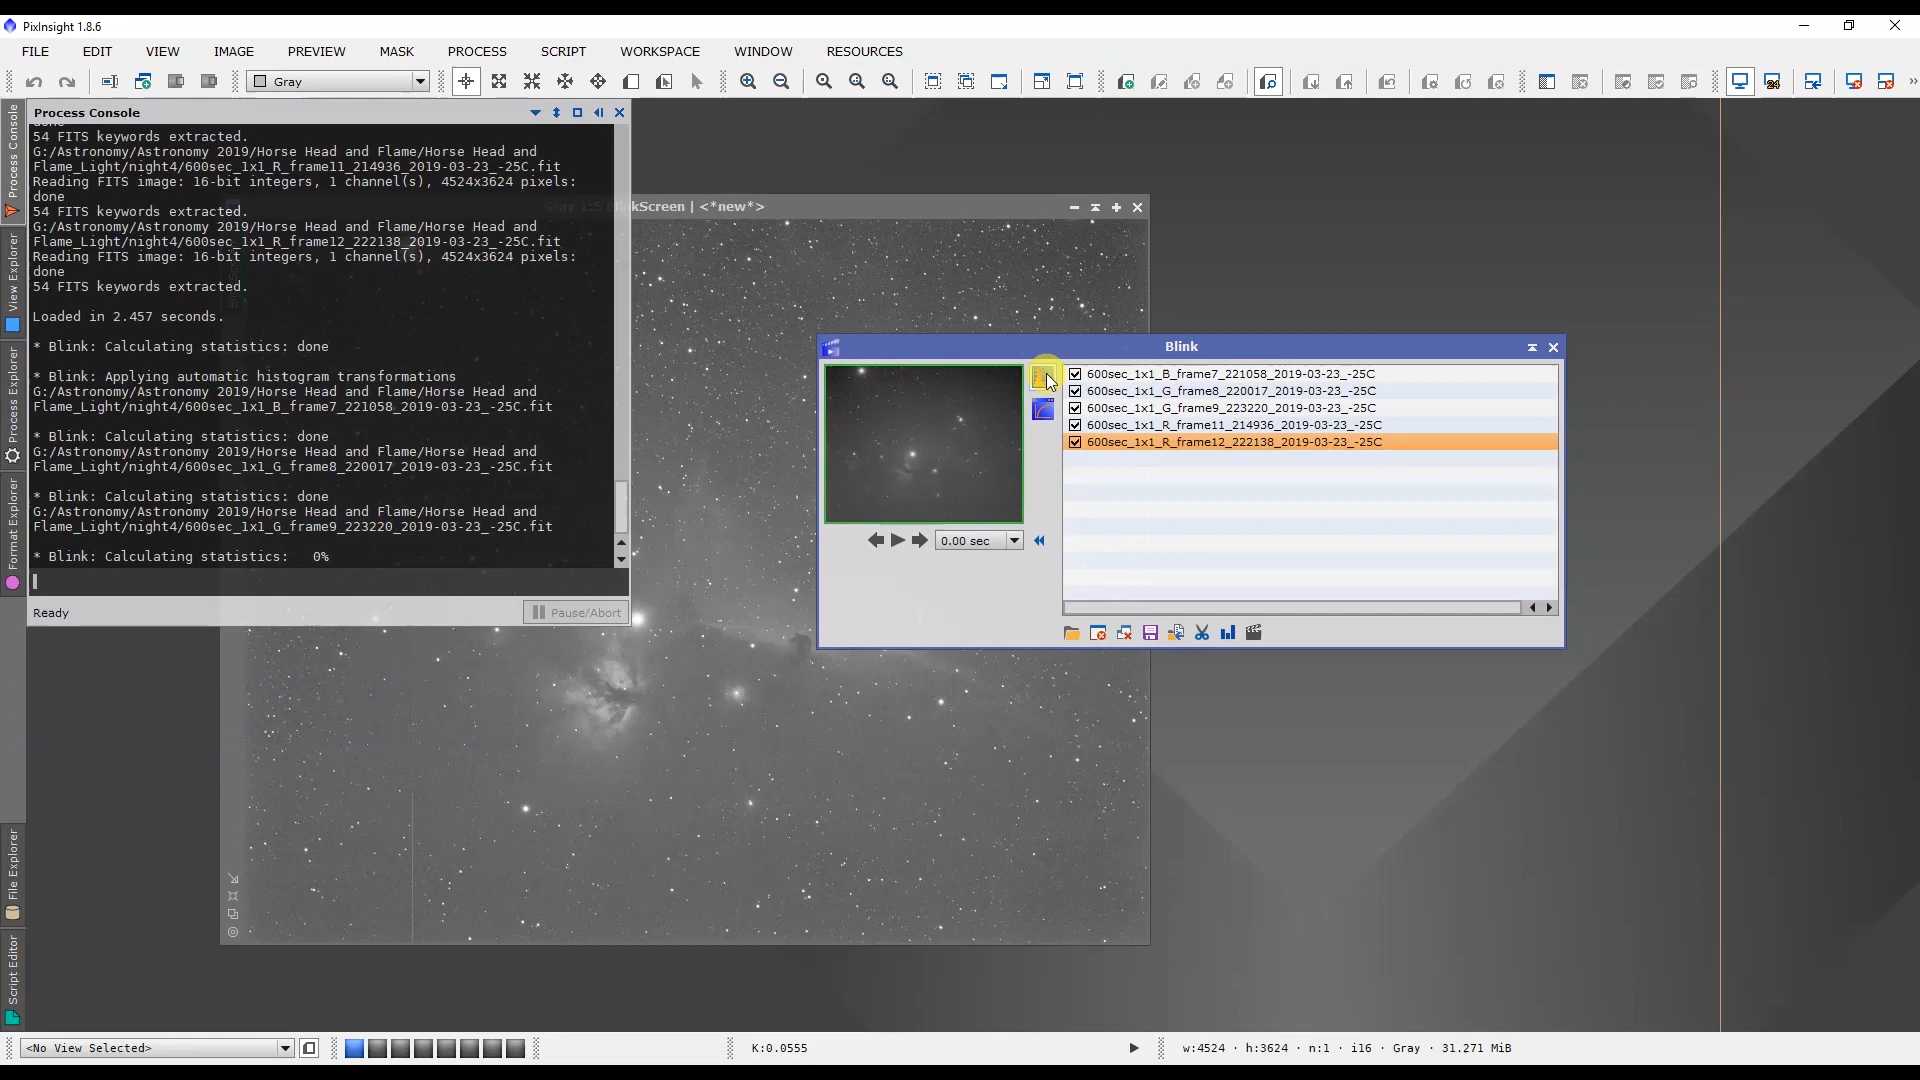 PixInsight 1.8.6
FILE EDIT VIEW IMAGE PREVIEW MASK PROCESS SCRIPT WORKSPACE WINDOW RESOURCES
Gray
24
Process Console
done
54 FITS keywords extracted.
G:/Astronomy/Astronomy 2019/Horse Head and Flame/Horse Head and
Flame_Light/night4/600sec_1x1_R_frame11_214936_2019-03-23_-25C.fit
Reading FITS image: 16-bit integers, 1 channel(s), 4524x3624 pixels:
done
54 FITS keywords extracted.
G:/Astronomy/Astronomy 2019/Horse Head and Flame/Horse Head and
Flame_Light/night4/600sec_1x1_R_frame12_222138_2019-03-23_-25C.fit
Reading FITS image: 16-bit integers, 1 channel(s), 4524x3624 pixels:
done
54 FITS keywords extracted.
Loaded in 2.457 seconds.
* Blink: Calculating statistics: done
* Blink: Applying automatic histogram transformations
G:/Astronomy/Astronomy 2019/Horse Head and Flame/Horse Head and
Flame_Light/night4/600sec_1x1_B_frame7_221058_2019-03-23_-25C.fit
* Blink: Calculating statistics: done
G:/Astronomy/Astronomy 2019/Horse Head and Flame/Horse Head and
Flame_Light/night4/600sec_1x1_G_frame8_220017_2019-03-23_-25C.fit
* Blink: Calculating statistics: done
G:/Astronomy/Astronomy 2019/Horse Head and Flame/Horse Head and
Flame_Light/night4/600sec_1x1_G_frame9_223220_2019-03-23_-25C.fit
* Blink: Calculating statistics: 0%
Ready
Pause/Abort
Gray 1:5 BlinkScreen | <*new*>
Blink
600sec_1x1_B_frame7_221058_2019-03-23_-25C
600sec_1x1_G_frame8_220017_2019-03-23_-25C
600sec_1x1_G_frame9_223220_2019-03-23_-25C
600sec_1x1_R_frame11_214936_2019-03-23_-25C
600sec_1x1_R_frame12_222138_2019-03-23_-25C
0.00 sec
Process Console
View Explorer
Process Explorer
Format Explorer
File Explorer
Script Editor
<No View Selected>
K:0.0555
w:4524 · h:3624 · n:1 · i16 · Gray · 31.271 MiB